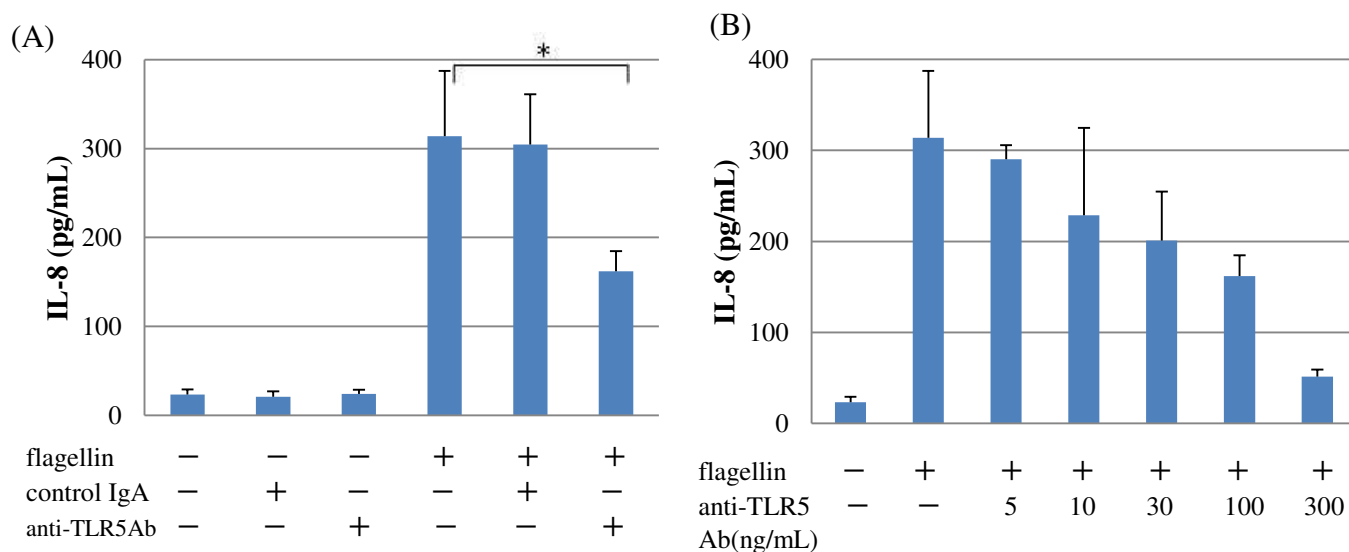 (A)
*
400
300
200
100
0
IL-8 (pg/mL)
flagellin − − − + + +
control IgA − + − − + −
anti-TLR5Ab − − + − − +
(B)
400
300
200
100
0
IL-8 (pg/mL)
flagellin − + + + + + +
anti-TLR5 − − 5 10 30 100 300
Ab(ng/mL)